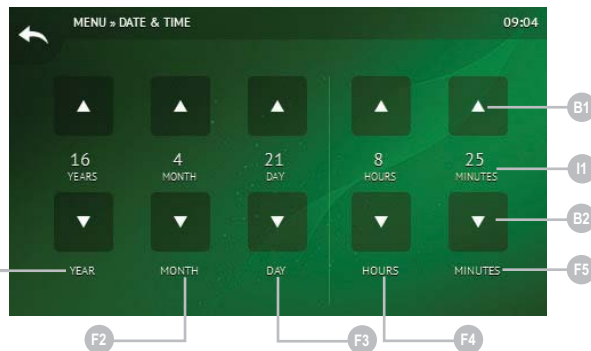 MENU » DATE & TIME 09:04
B1
16 4 21 8 25
YEARS MONTH DAY HOURS MINUTES
I1
B2
YEAR MONTH DAY HOURS MINUTES
F5
F2 F3 F4